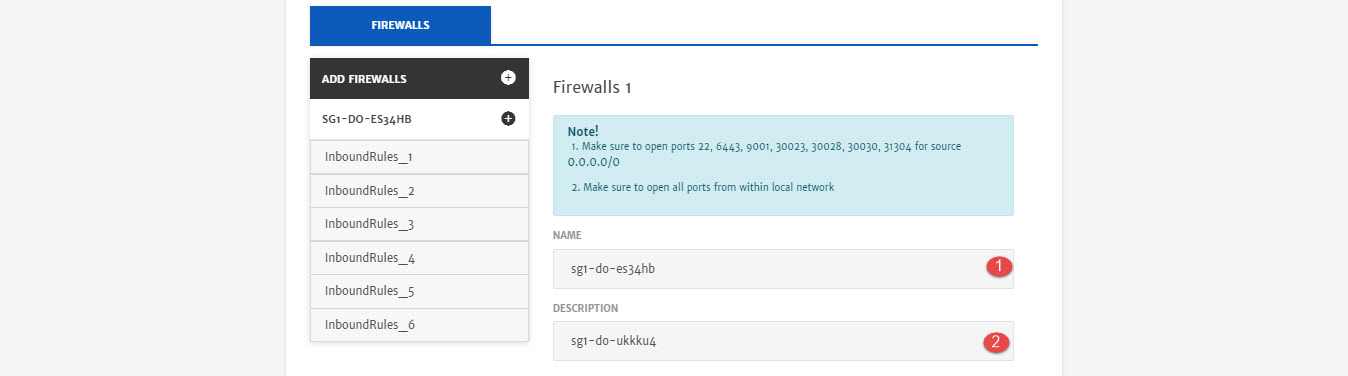 FIREWALLS
ADD FIREWALLS
SG1-DO-ES34HB
InboundRules_1
InboundRules_2
InboundRules_3
InboundRules_4
InboundRules_5
InboundRules_6
Firewalls 1
Note!
1. Make sure to open ports 22, 6443, 9001, 30023, 30028, 30030, 31304 for source
0.0.0.0/0
2. Make sure to open all ports from within local network
NAME
sg1-do-es34hb
1
DESCRIPTION
sg1-do-ukkku4
2